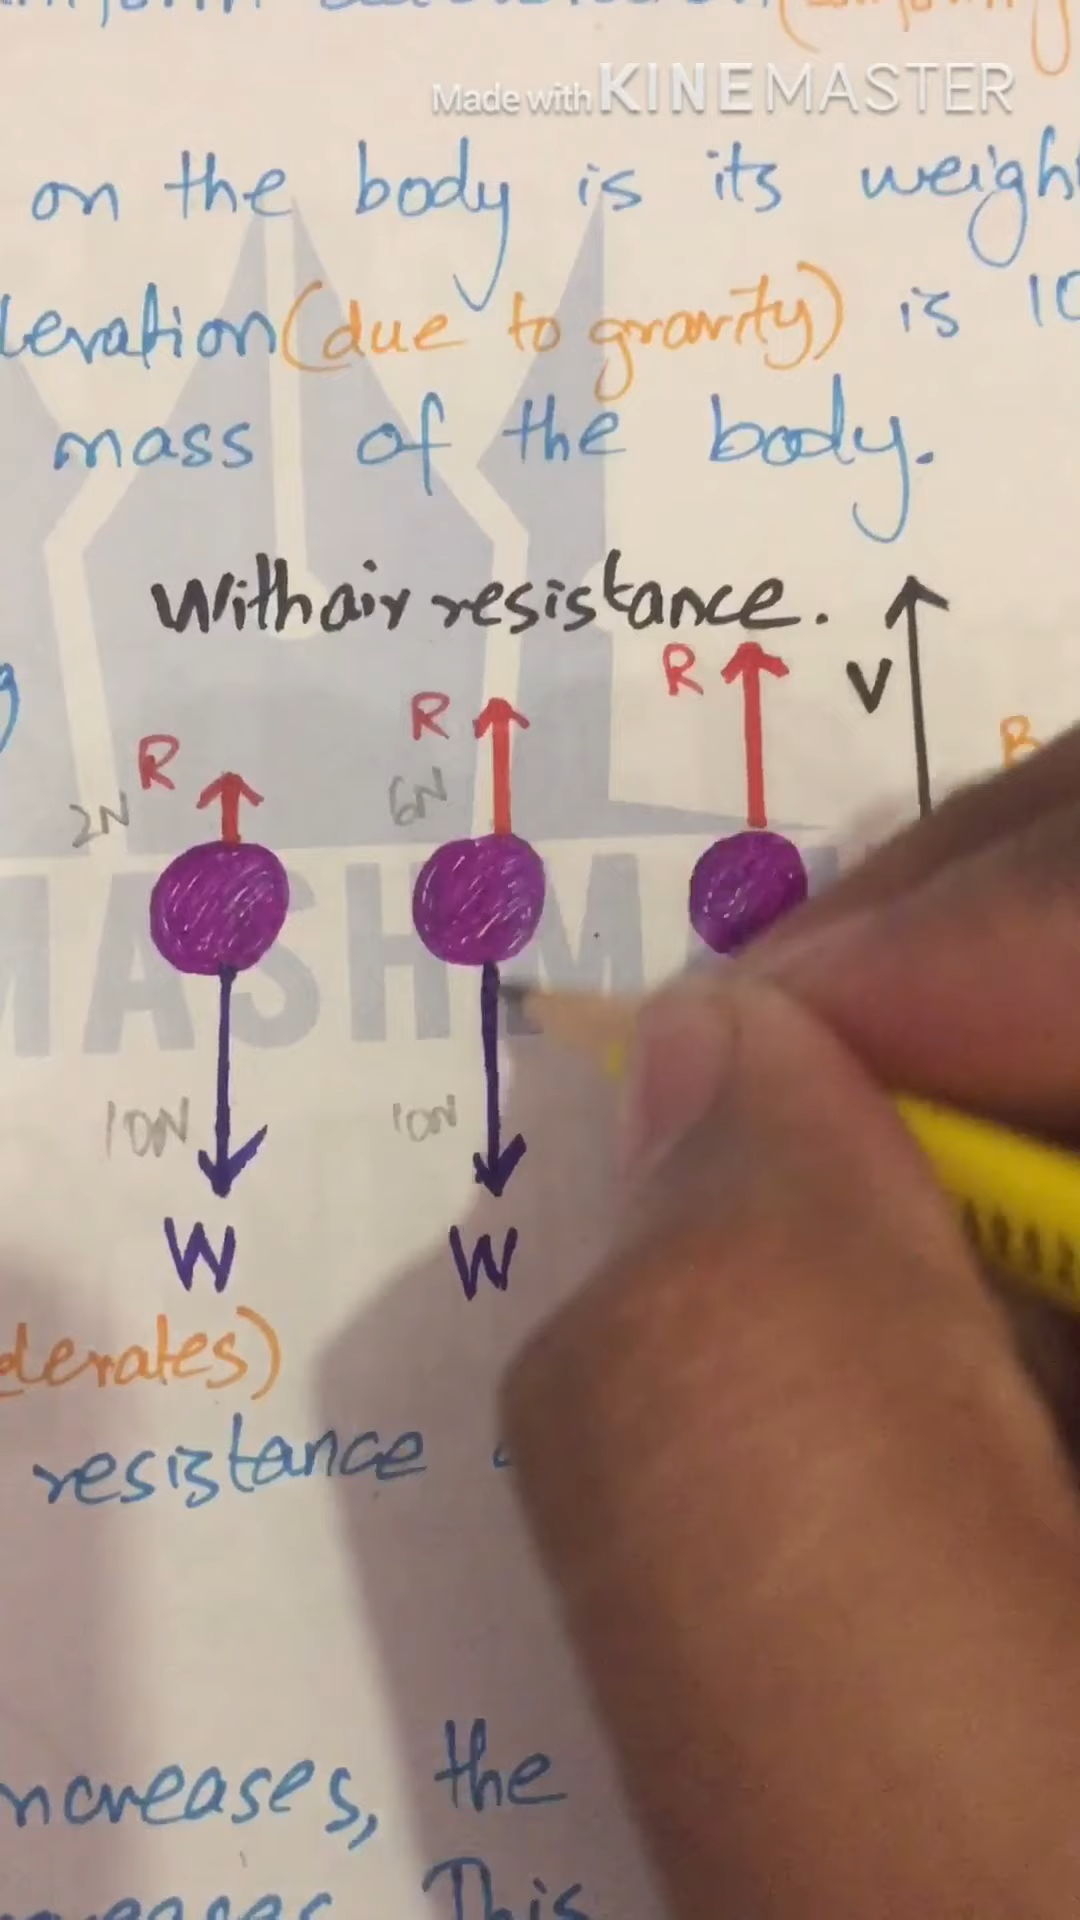 Made with KINEMASTER
on the body is its weigh
leration (due to gravity) is 10
mass of the body.
With air resistance.
R R R V
2N 6N
10N 10N
W W
derates)
resistance
ncreases, the
This